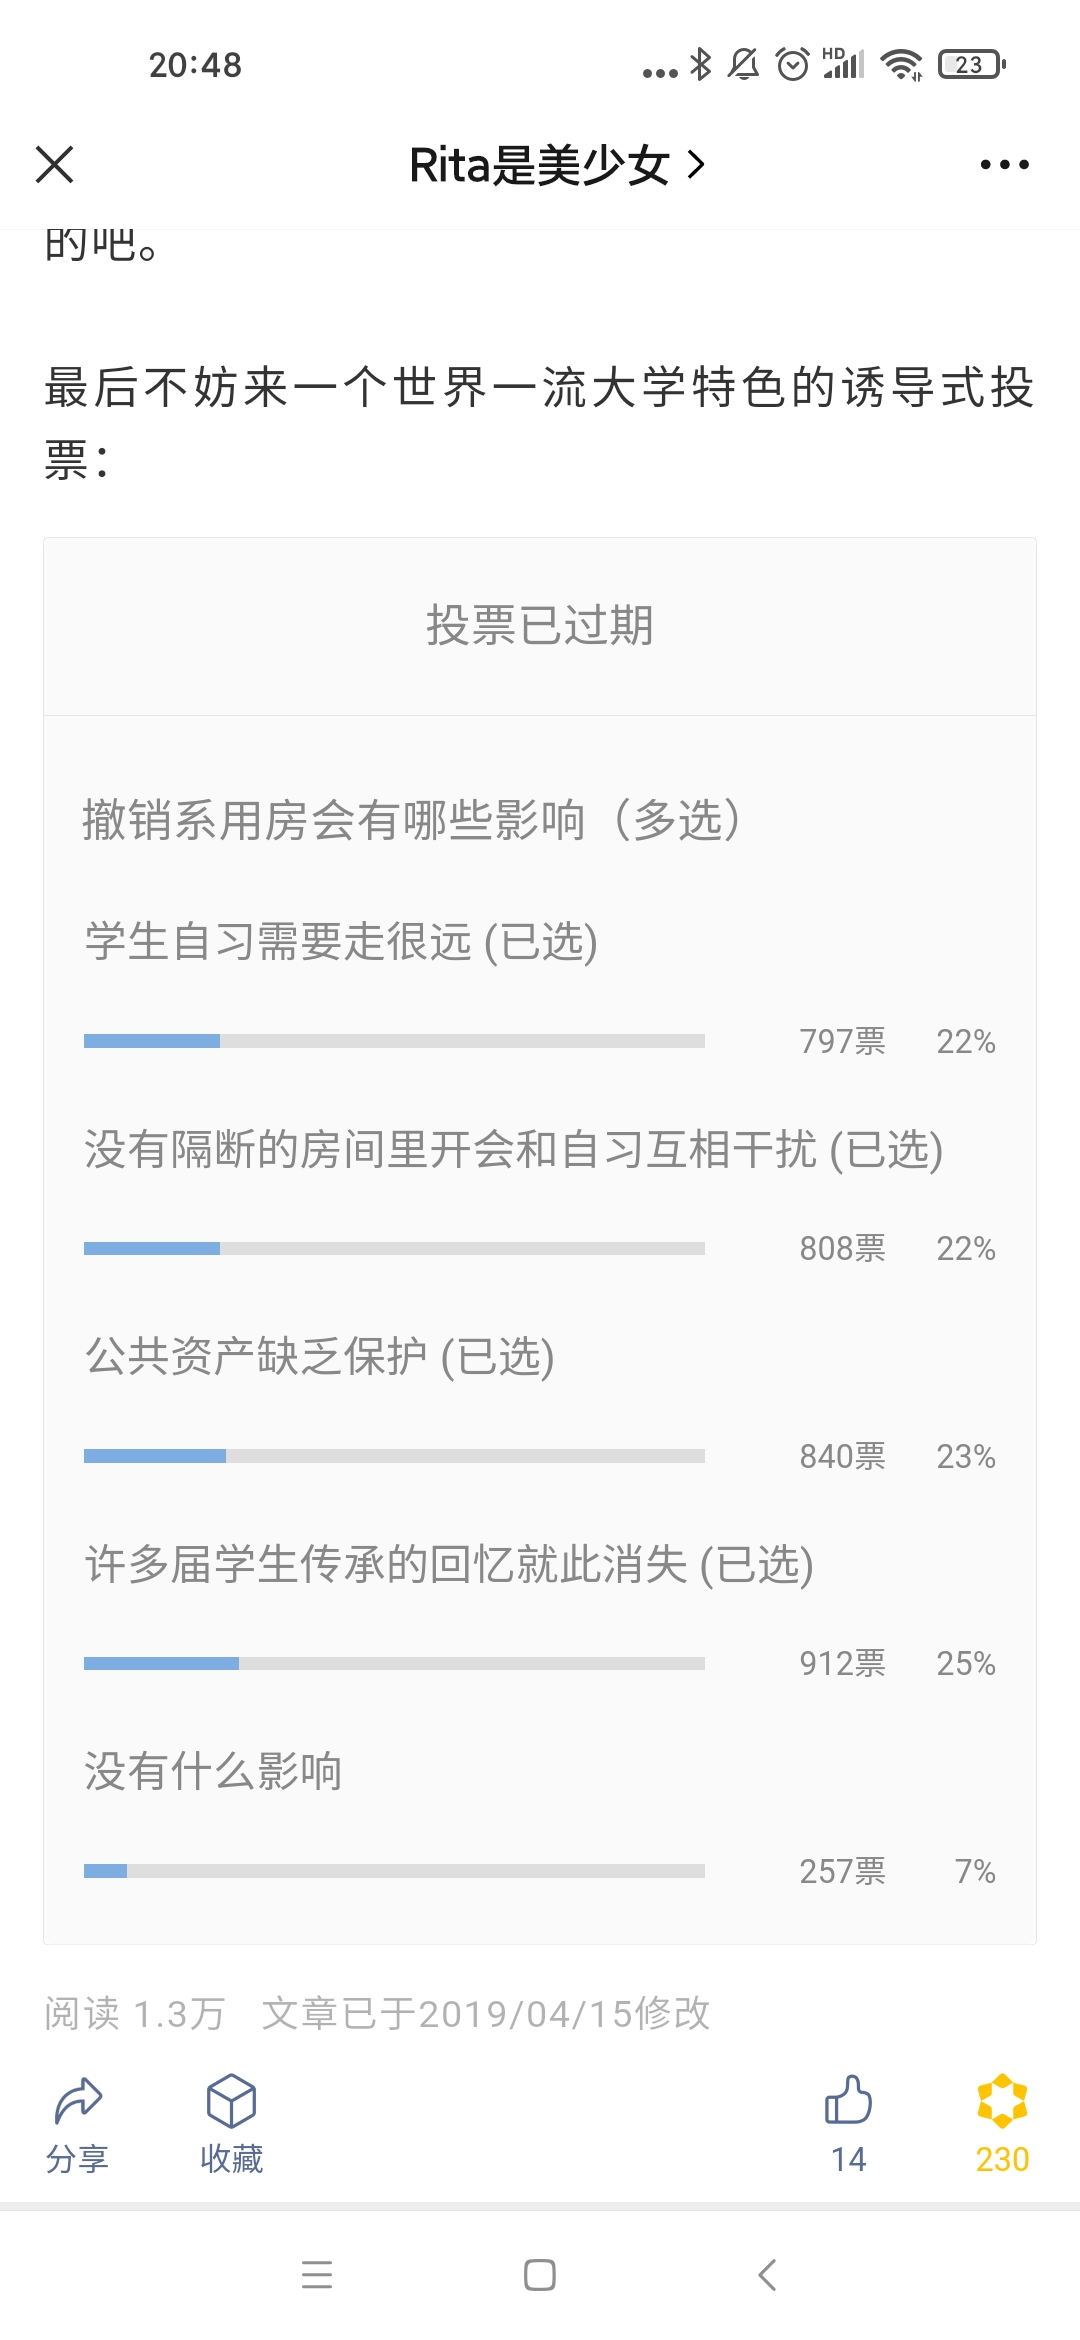 20:48
HD
23
Rita是美少女
的吧。
最后不妨来一个世界一流大学特色的诱导式投
票：
投票已过期
撤销系用房会有哪些影响（多选）
学生自习需要走很远 (已选)
797票 22%
没有隔断的房间里开会和自习互相干扰 (已选)
808票 22%
公共资产缺乏保护 (已选)
840票 23%
许多届学生传承的回忆就此消失 (已选)
912票 25%
没有什么影响
257票 7%
阅读 1.3万 文章已于2019/04/15修改
分享 收藏 14 230